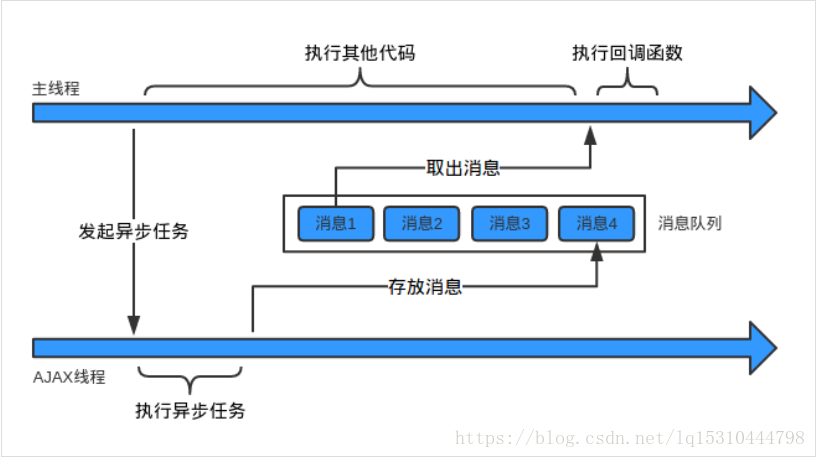 执行其他代码
执行回调函数
主线程
取出消息
消息1
消息2
消息3
消息4
消息队列
发起异步任务
存放消息
AJAX线程
执行异步任务
https://blog.csdn.net/lq15310444798